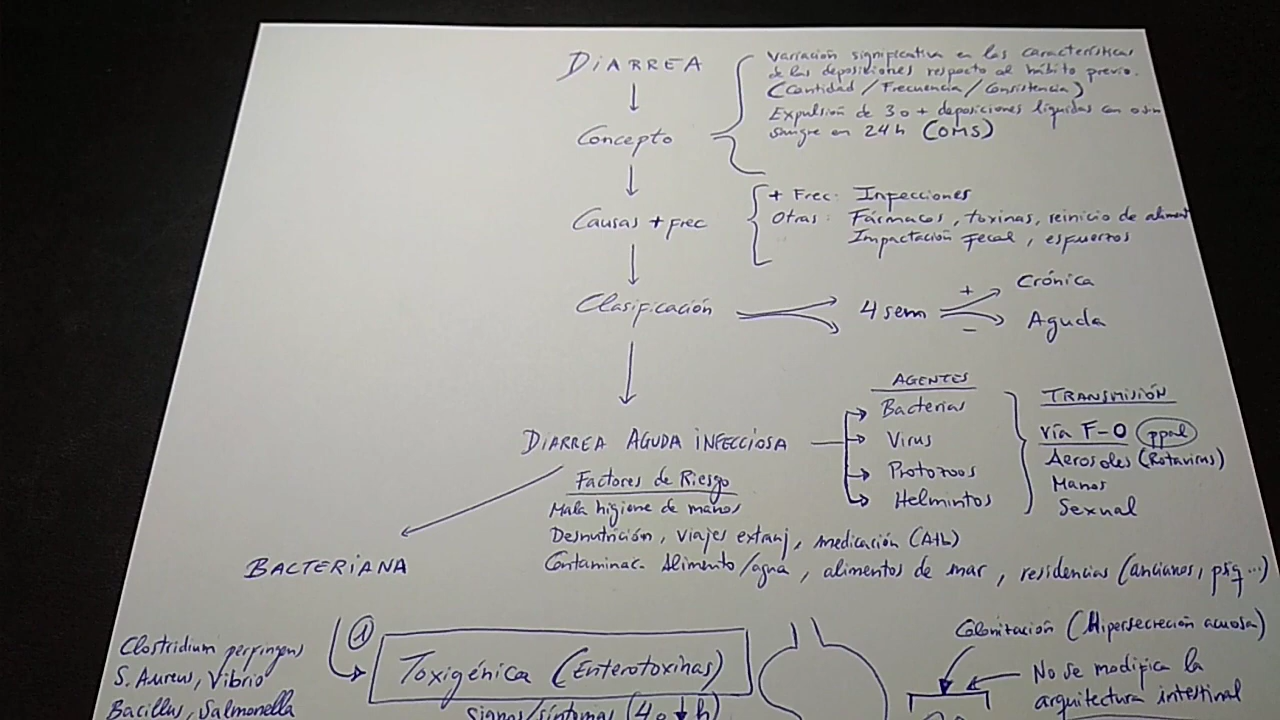 DIARREA
Variación significativa en las características
de las deposiciones respecto al hábito previo.
(Cantidad / Frecuencia / Consistencia)
Expulsión de 3 o + deposiciones líquidas con o sin
sangre en 24 h (OMS)
Concepto
Causas + frec
+ Frec: Infecciones
Otras: Fármacos, toxinas, reinicio de aliment
Impactación fecal, esfuerzos
Clasificación
4 sem
+
Crónica
-
Aguda
DIARREA AGUDA INFECCIOSA
AGENTES
Bacterias
Virus
Protozoos
Helmintos
TRANSMISIÓN
vía F-O ppal
Aerosoles (Rotavirus)
Manos
Sexual
Factores de Riesgo
Mala higiene de manos
Desnutrición, viajes extranj, medicación (Atb)
Contaminac. Alimento/agua, alimentos de mar, residencias (ancianos, psiq...)
BACTERIANA
Clostridium perfringens
S. Aureus, Vibrio
Bacillus, Salmonella
1
Toxigénica (Enterotoxinas)
Signos/síntomas (4 o ↓ h)
Colonización (Hipersecreción acuosa)
No se modifica la
arquitectura intestinal